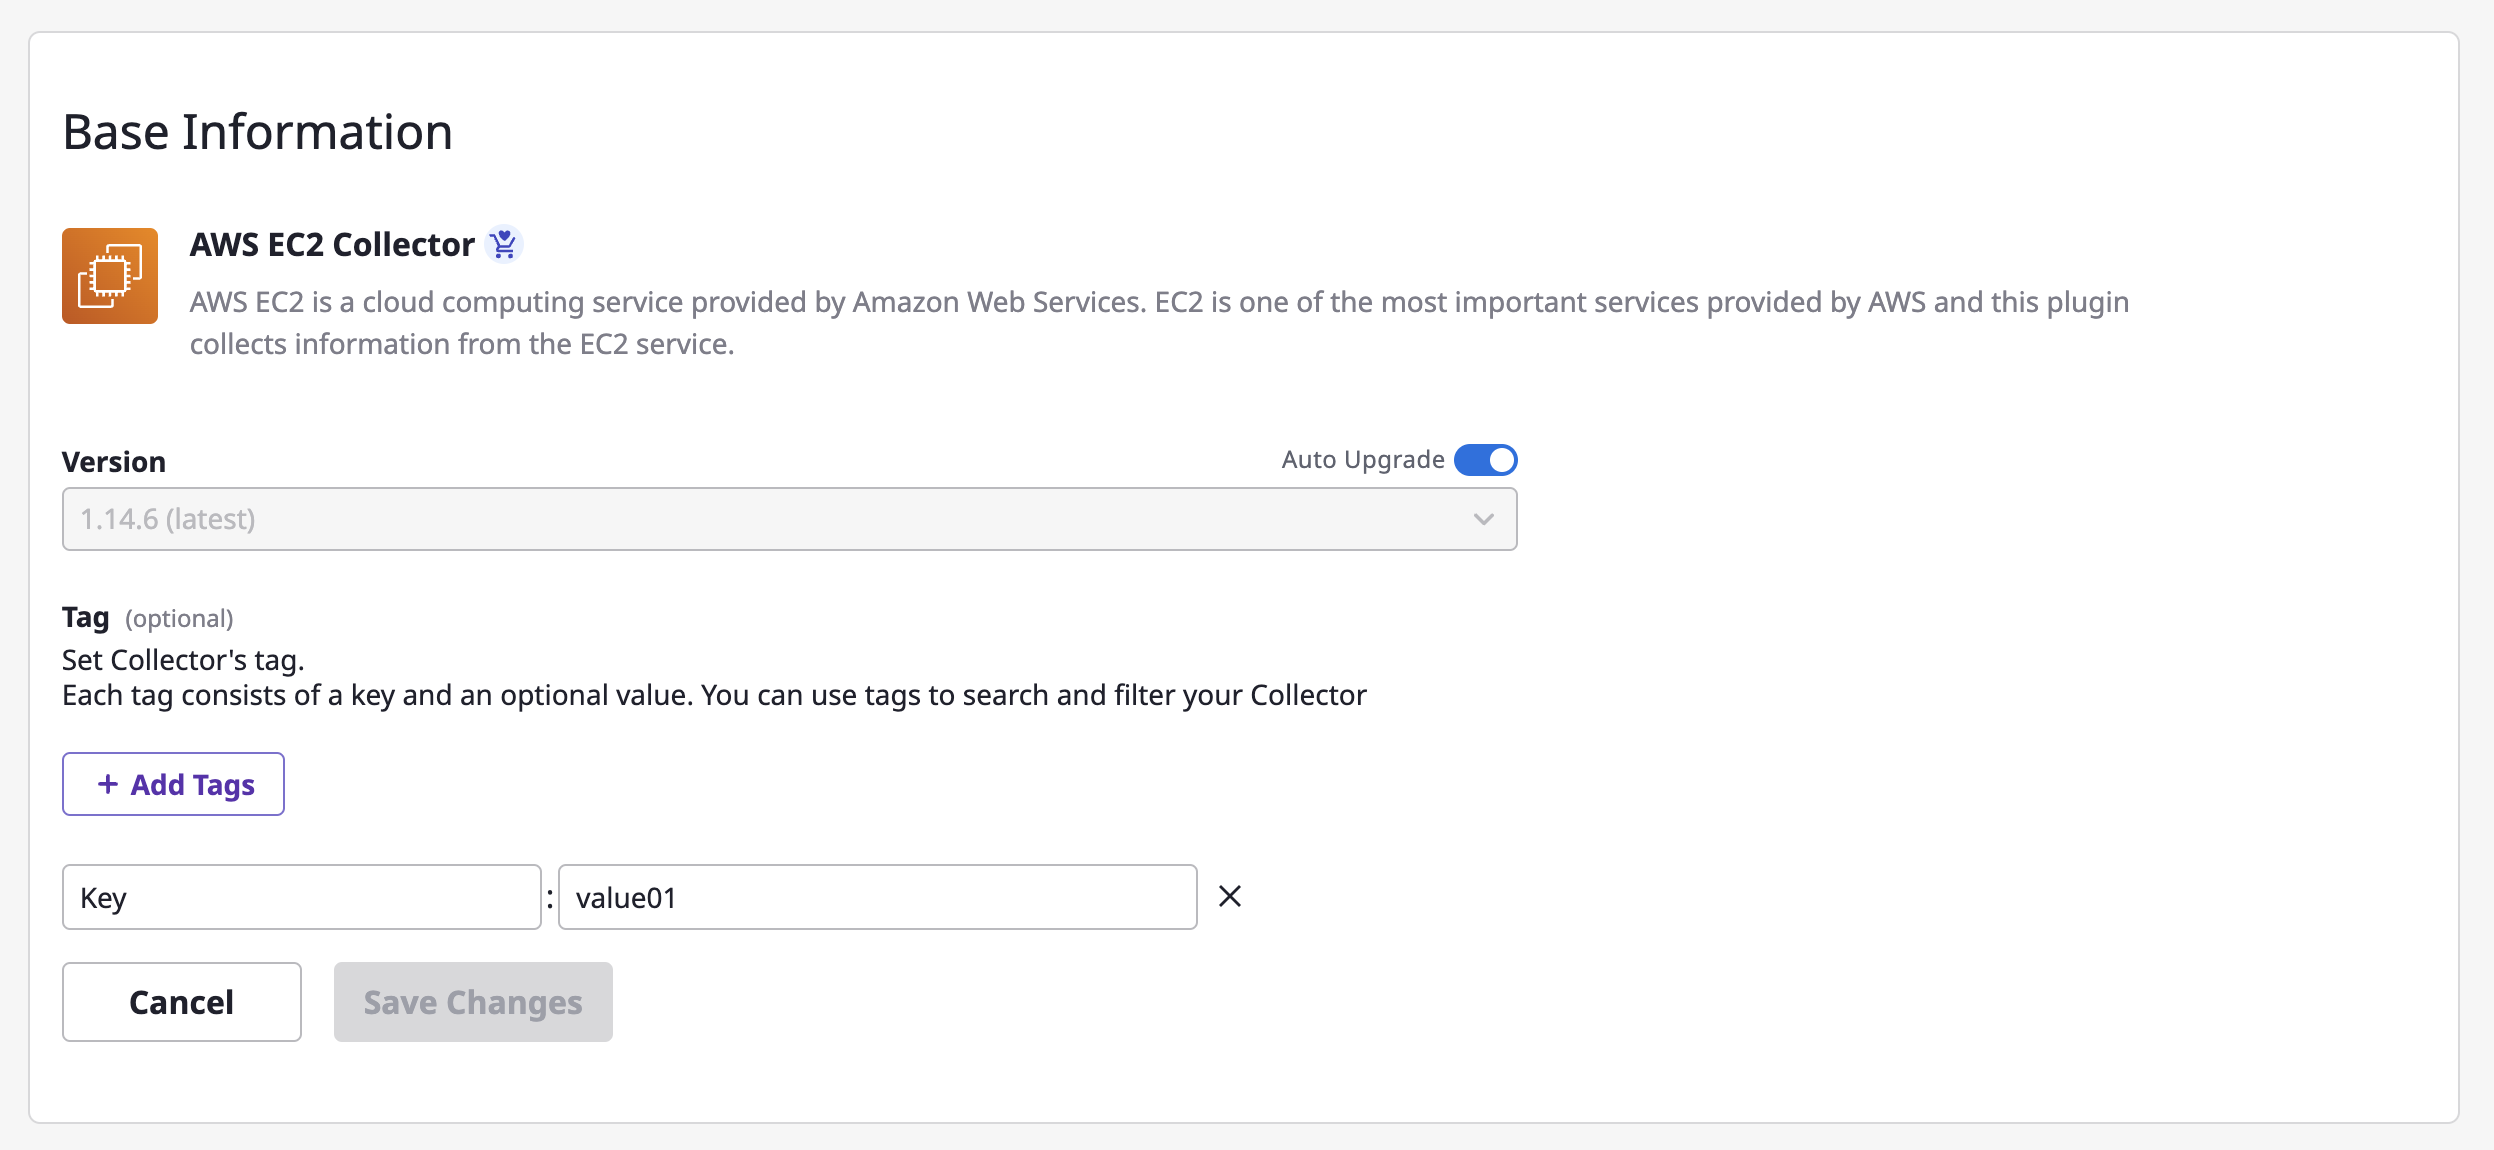 Base Information
AWS EC2 Collector
AWS EC2 is a cloud computing service provided by Amazon Web Services. EC2 is one of the most important services provided by AWS and this plugin
collects information from the EC2 service.
Version
Auto Upgrade
1.14.6 (latest)
Tag (optional)
Set Collector's tag.
Each tag consists of a key and an optional value. You can use tags to search and filter your Collector
+ Add Tags
Key : value01
Cancel
Save Changes